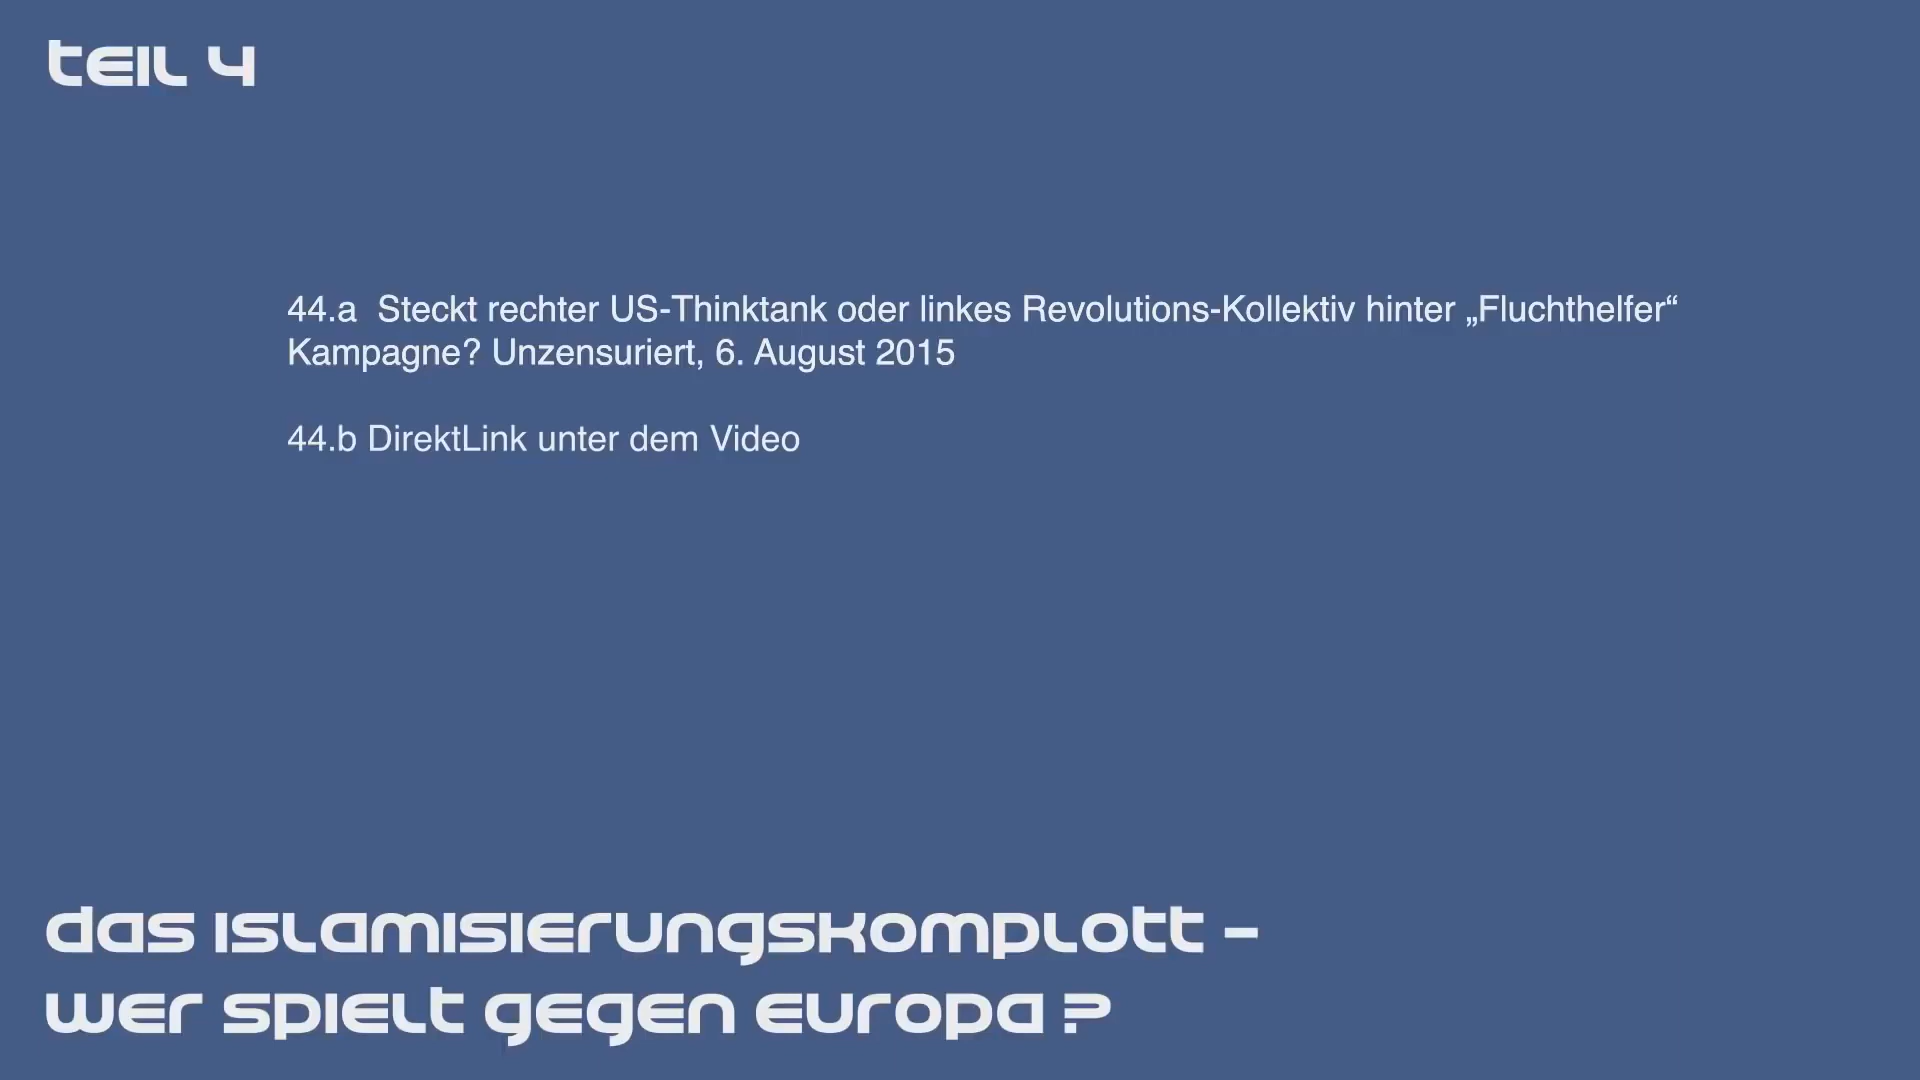 Teil 4
44.a Steckt rechter US-Thinktank oder linkes Revolutions-Kollektiv hinter „Fluchthelfer“
Kampagne? Unzensuriert, 6. August 2015
44.b DirektLink unter dem Video
das Islamisierungskomplott –
wer spielt gegen Europa ?